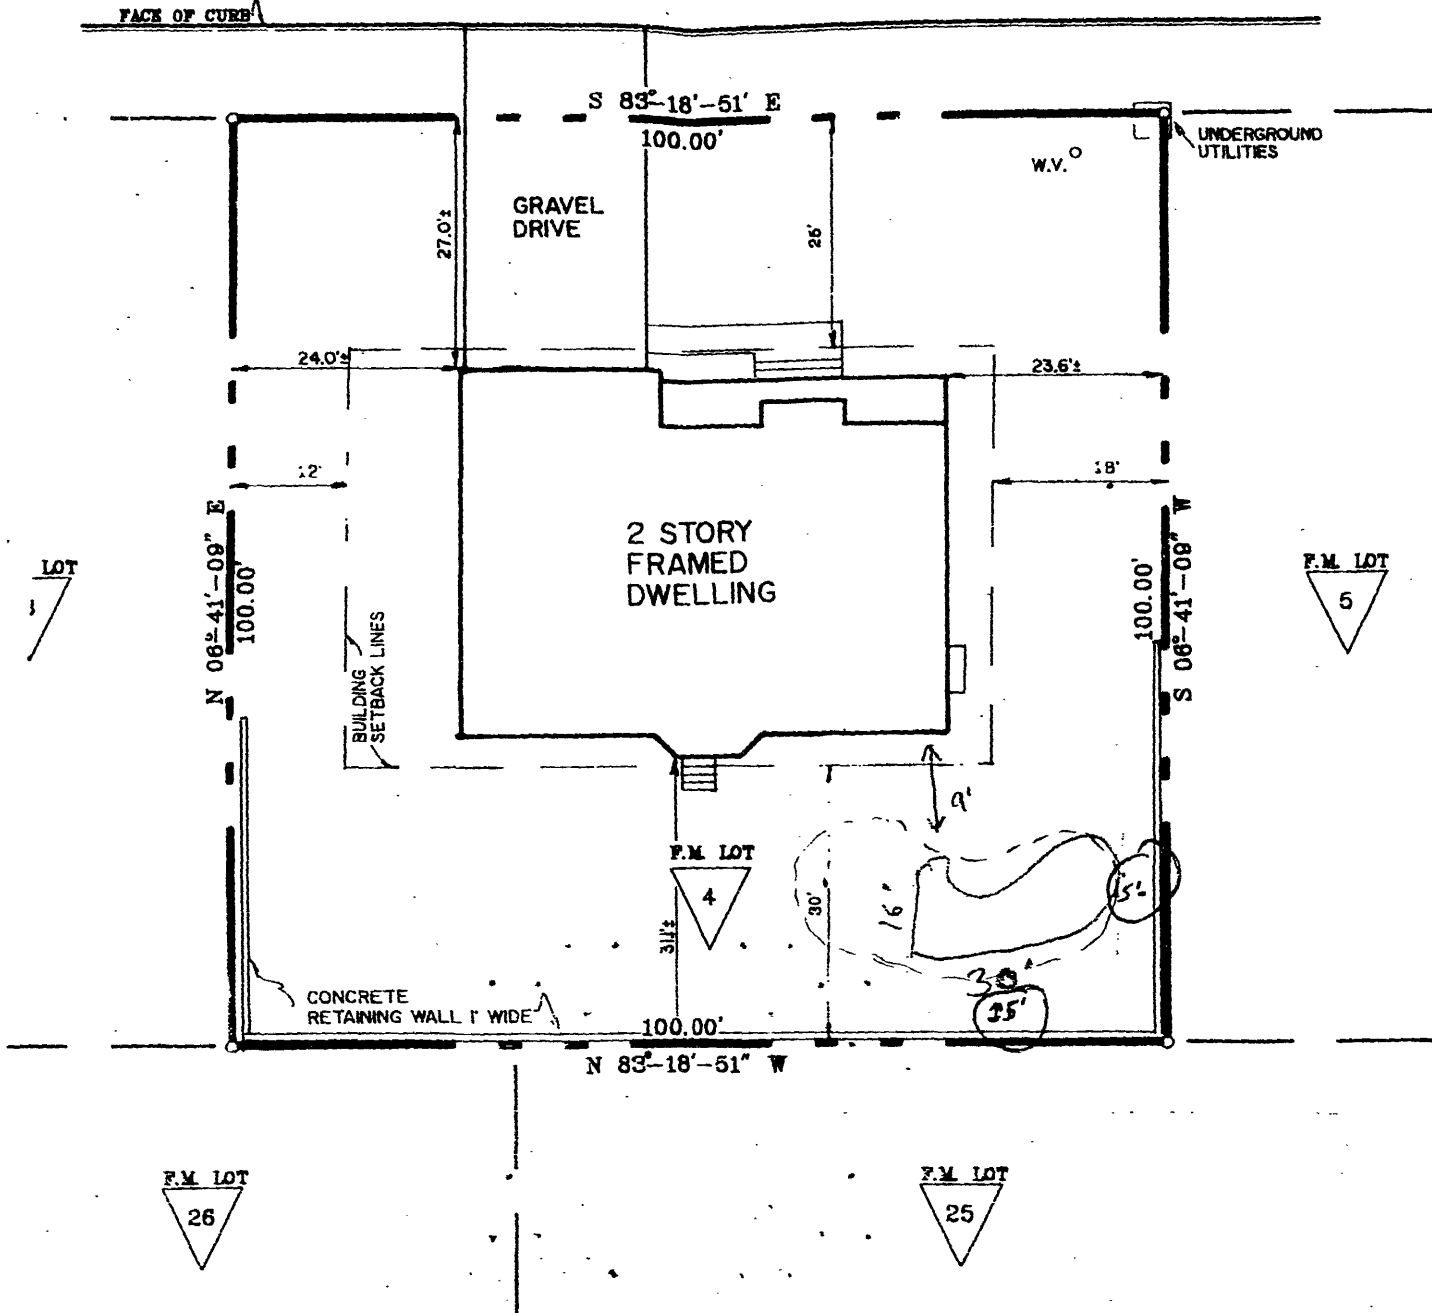 FACE OF CURB
S 83°-18'-51' E
100.00'
UNDERGROUND
UTILITIES
W.V.
GRAVEL
DRIVE
27.0'±
25'
24.0'±
23.6'±
12'
18'
N 06°-41'-09" E
100.00'
2 STORY
FRAMED
DWELLING
100.00'
S 06°-41'-09" W
LOT
F.M. LOT
5
BUILDING
SETBACK LINES
9'
F.M. LOT
4
16"
30'
5'
31.1'±
30'
15'
CONCRETE
RETAINING WALL 1' WIDE
100.00'
N 83°-18'-51" W
F.M. LOT
26
F.M. LOT
25